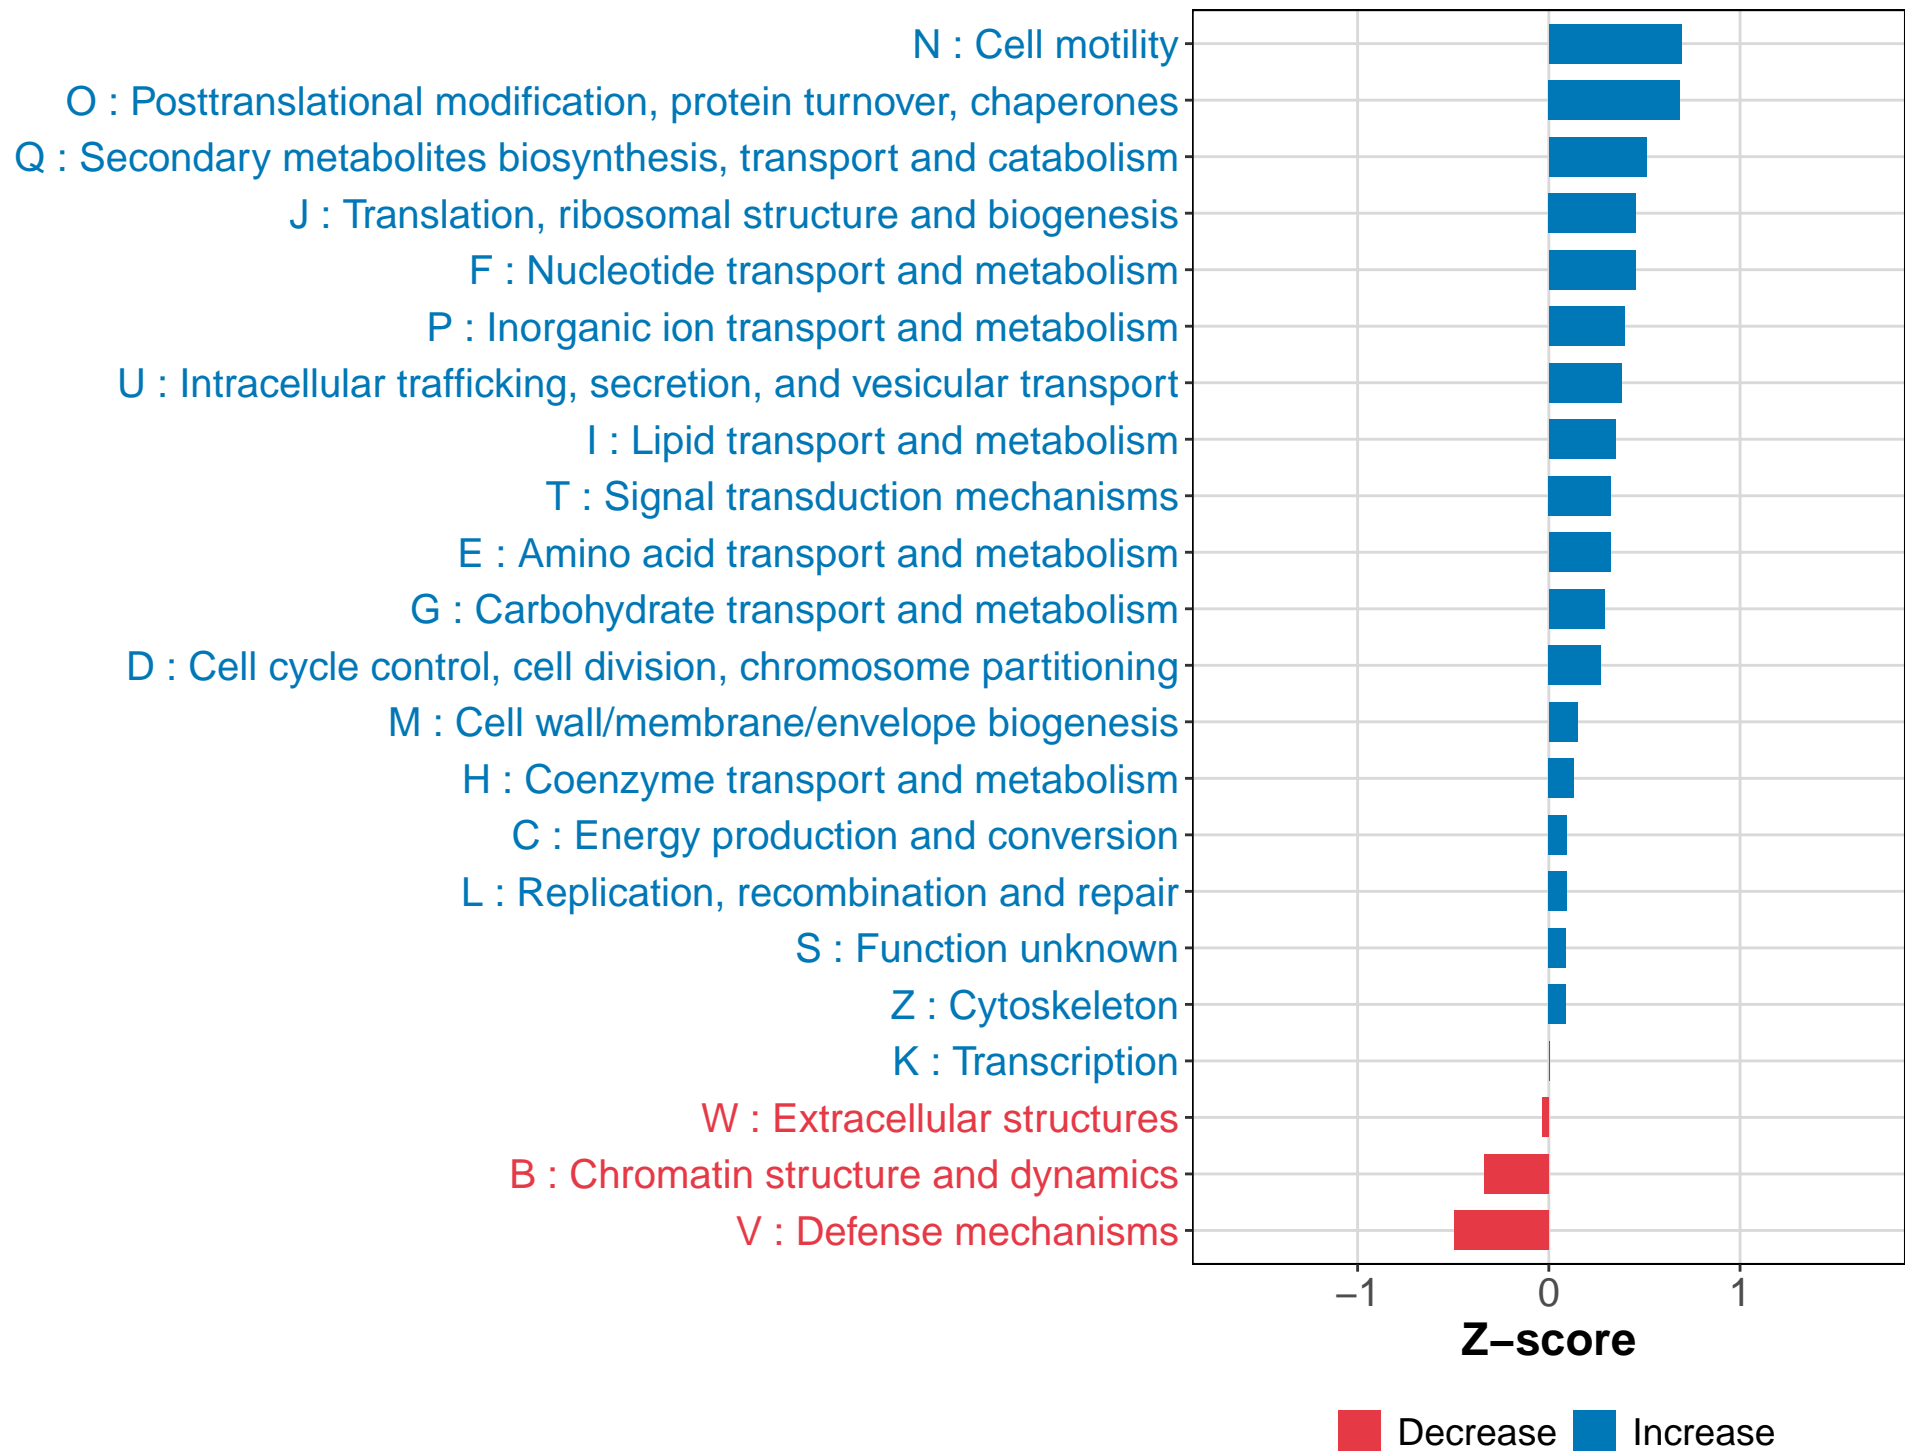 N : Cell motility
O : Posttranslational modification, protein turnover, chaperones
Q : Secondary metabolites biosynthesis, transport and catabolism
J : Translation, ribosomal structure and biogenesis
F : Nucleotide transport and metabolism
P : Inorganic ion transport and metabolism
U : Intracellular trafficking, secretion, and vesicular transport
I : Lipid transport and metabolism
T : Signal transduction mechanisms
E : Amino acid transport and metabolism
G : Carbohydrate transport and metabolism
D : Cell cycle control, cell division, chromosome partitioning
M : Cell wall/membrane/envelope biogenesis
H : Coenzyme transport and metabolism
C : Energy production and conversion
L : Replication, recombination and repair
S : Function unknown
Z : Cytoskeleton
K : Transcription
W : Extracellular structures
B : Chromatin structure and dynamics
V : Defense mechanisms
−1 0 1
Z−score
Decrease Increase